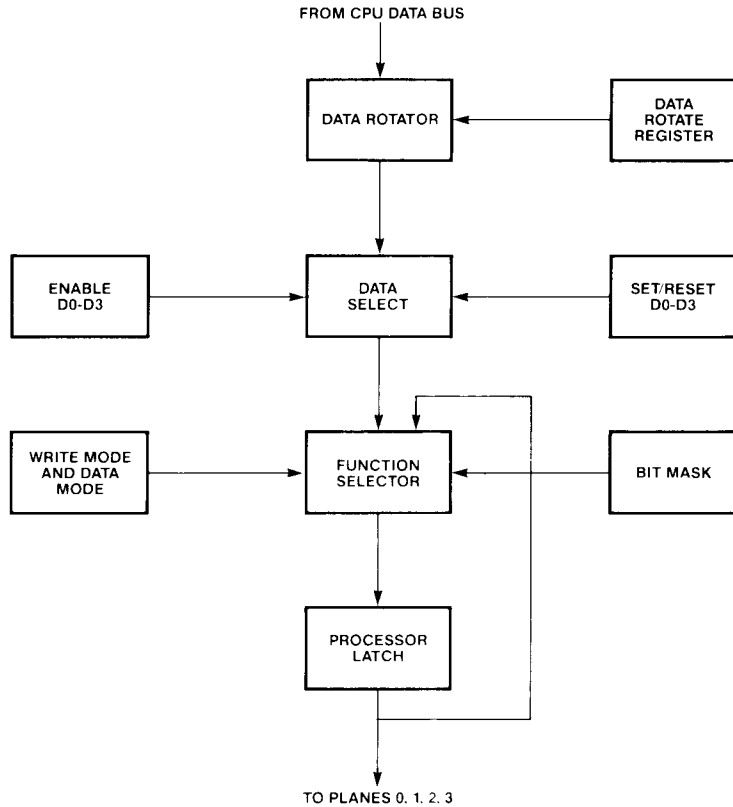 FROM CPU DATA BUS
DATA ROTATOR
DATA
ROTATE
REGISTER
ENABLE
D0-D3
DATA
SELECT
SET/RESET
D0-D3
WRITE MODE
AND DATA
MODE
FUNCTION
SELECTOR
BIT MASK
PROCESSOR
LATCH
TO PLANES 0, 1, 2, 3